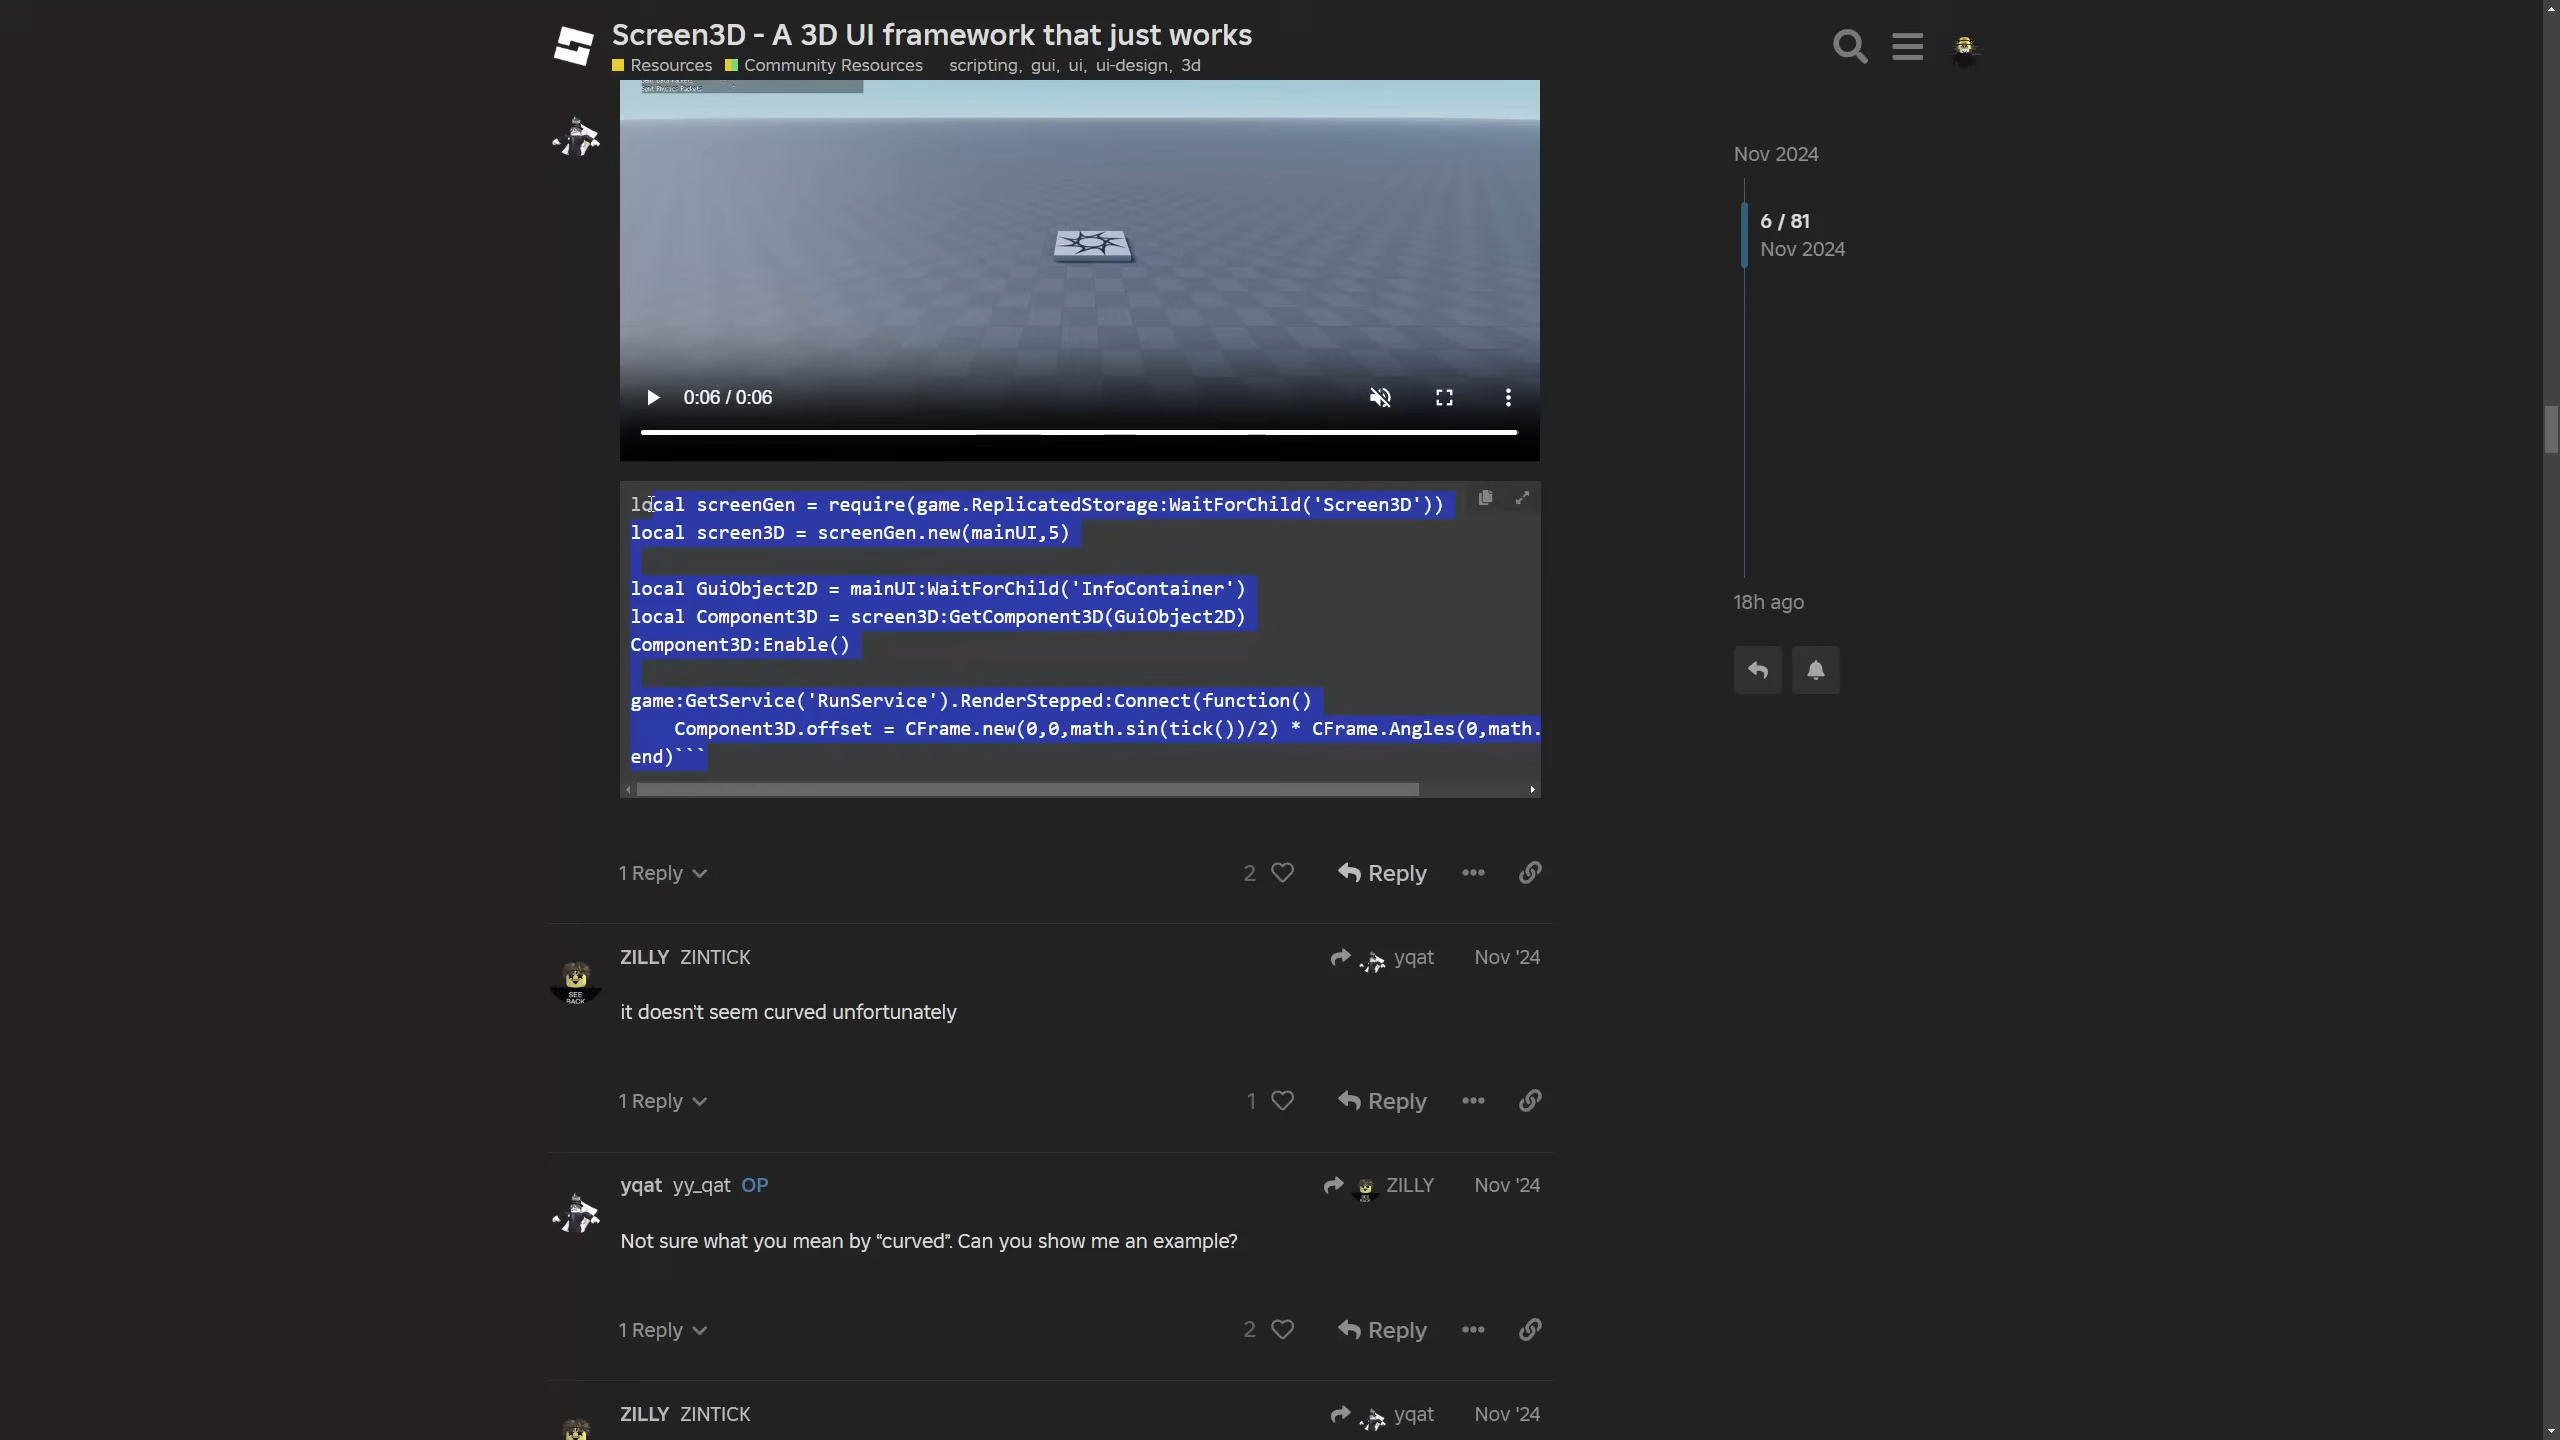 Screen3D - A 3D UI framework that just works
Resources Community Resources scripting, gui, ui, ui-design, 3d
Sent Physics Packets
0:06 / 0:06
local screenGen = require(game.ReplicatedStorage:WaitForChild('Screen3D'))
local screen3D = screenGen.new(mainUI,5)
local GuiObject2D = mainUI:WaitForChild('InfoContainer')
local Component3D = screen3D:GetComponent3D(GuiObject2D)
Component3D:Enable()
game:GetService('RunService').RenderStepped:Connect(function()
Component3D.offset = CFrame.new(0,0,math.sin(tick())/2) * CFrame.Angles(0,math.
end)```
1 Reply
2
Reply
ZILLY ZINTICK
yqat
Nov '24
SEE
BACK
it doesn't seem curved unfortunately
1 Reply
1
Reply
yqat yy_qat OP
ZILLY
Nov '24
Not sure what you mean by “curved”. Can you show me an example?
1 Reply
2
Reply
ZILLY ZINTICK
yqat
Nov '24
Nov 2024
6 / 81
Nov 2024
18h ago